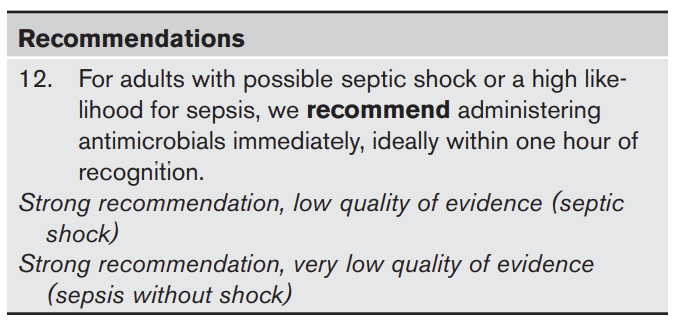 Recommendations
12. For adults with possible septic shock or a high like-
lihood for sepsis, we recommend administering
antimicrobials immediately, ideally within one hour of
recognition.
Strong recommendation, low quality of evidence (septic
shock)
Strong recommendation, very low quality of evidence
(sepsis without shock)